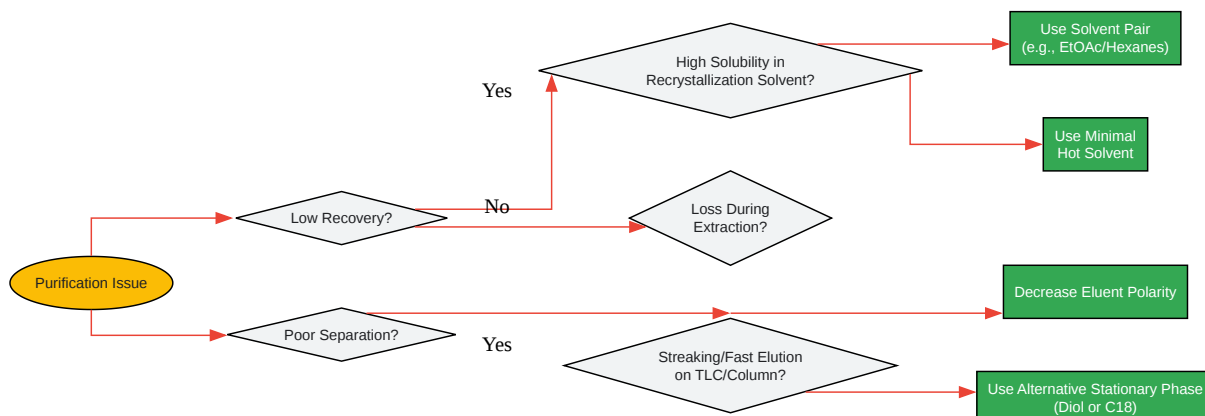 Use Solvent Pair
(e.g., EtOAc/Hexanes)
High Solubility in
Recrystallization Solvent?
Yes
Use Minimal
Hot Solvent
Low Recovery?
No
Loss During
Extraction?
Purification Issue
Decrease Eluent Polarity
Poor Separation?
Yes
Streaking/Fast Elution
on TLC/Column?
Use Alternative Stationary Phase
(Diol or C18)